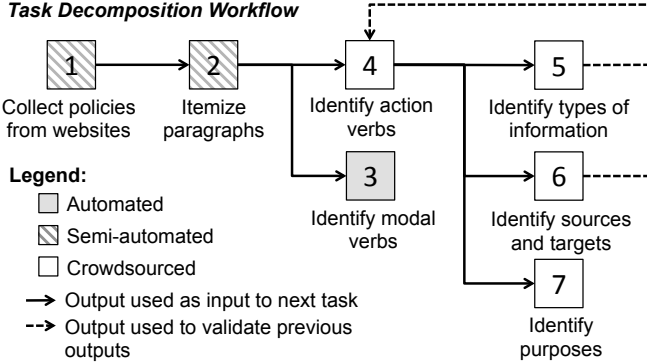 Task Decomposition Workflow
1
2
4
5
Collect policies
from websites
Itemize
paragraphs
Identify action
verbs
Identify types of
information
3
Identify modal
verbs
6
Identify sources
and targets
7
Identify
purposes
Legend:
Automated
Semi-automated
Crowdsourced
Output used as input to next task
Output used to validate previous
outputs